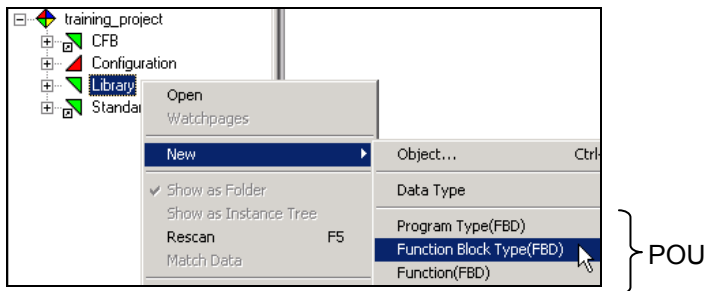 training_project
CFB
Configuration
Library
Open
Watchpages
New
Show as Folder
Show as Instance Tree
Rescan F5
Match Data
Object... Ctrl-
Data Type
Program Type(FBD)
Function Block Type(FBD)
Function(FBD)
POU